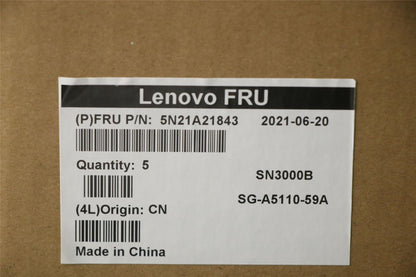 Lenovo FRU
(P)FRU P/N: 5N21A21843 2021-06-20
Quantity: 5
SN3000B
SG-A5110-59A
(4L)Origin: CN
Made in China